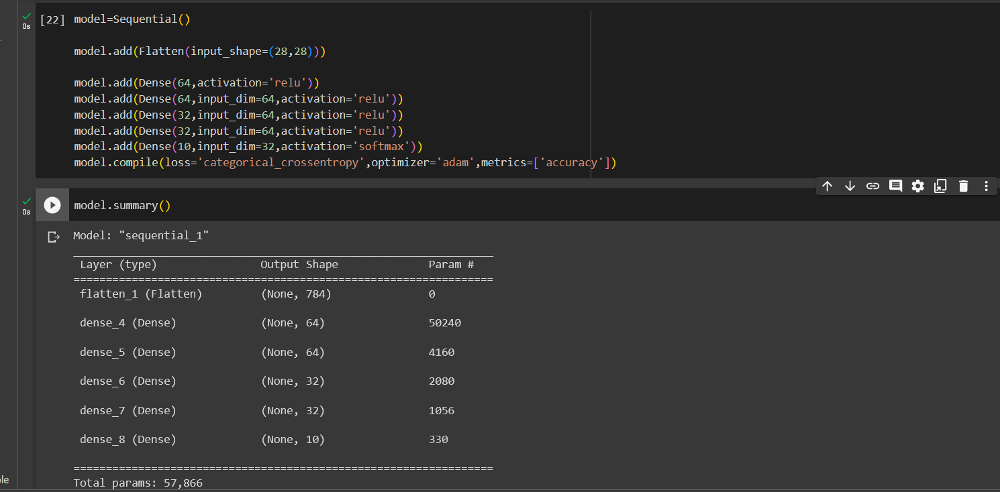 [22] model=Sequential()
model.add(Flatten(input_shape=(28,28)))
model.add(Dense(64,activation='relu'))
model.add(Dense(64,input_dim=64,activation='relu'))
model.add(Dense(32,input_dim=64,activation='relu'))
model.add(Dense(32,input_dim=64,activation='relu'))
model.add(Dense(10,input_dim=32,activation='softmax'))
model.compile(loss='categorical_crossentropy',optimizer='adam',metrics=['accuracy'])
0s
model.summary()
0s
Model: "sequential_1"
_________________________________________________________________
Layer (type) Output Shape Param #
=================================================================
flatten_1 (Flatten) (None, 784) 0
dense_4 (Dense) (None, 64) 50240
dense_5 (Dense) (None, 64) 4160
dense_6 (Dense) (None, 32) 2080
dense_7 (Dense) (None, 32) 1056
dense_8 (Dense) (None, 10) 330
=================================================================
Total params: 57,866